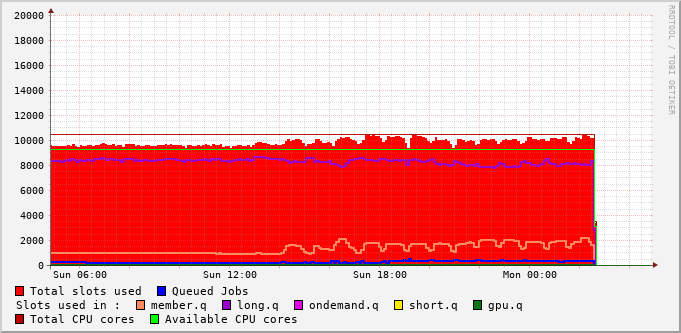 RRDTOOL / TOBI OETIKER
20000
18000
16000
14000
12000
10000
8000
6000
4000
2000
0
Sun 06:00 Sun 12:00 Sun 18:00 Mon 00:00
Total slots used Queued Jobs
Slots used in : member.q long.q ondemand.q short.q gpu.q
Total CPU cores Available CPU cores